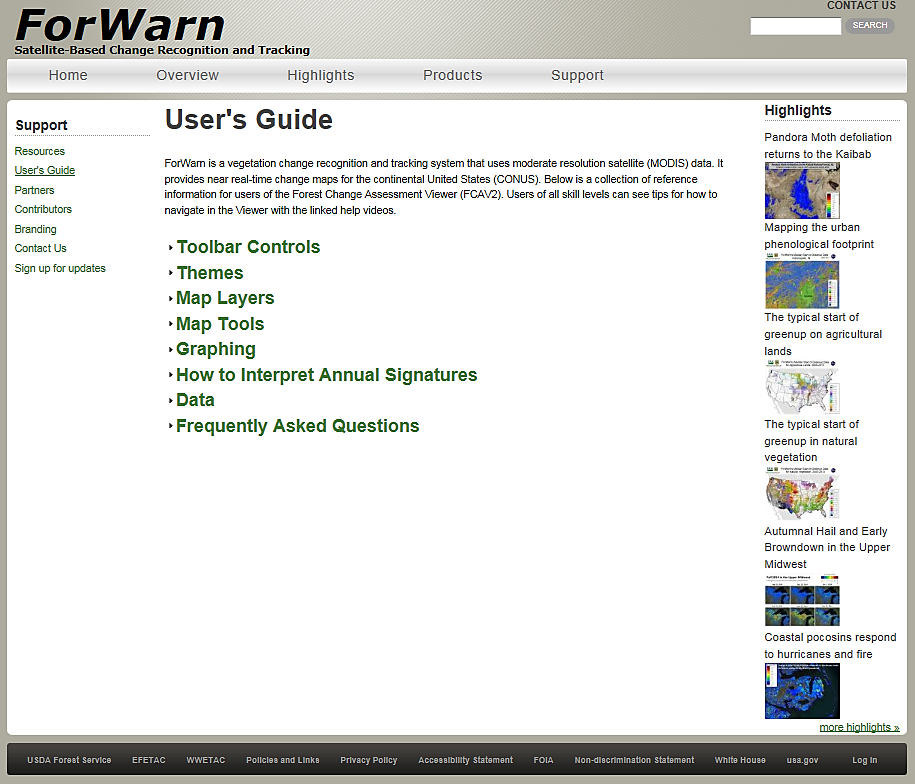 CONTACT US
ForWarn
Satellite-Based Change Recognition and Tracking
SEARCH
Home Overview Highlights Products Support
Support
Resources
User's Guide
Partners
Contributors
Branding
Contact Us
Sign up for updates
User's Guide
ForWarn is a vegetation change recognition and tracking system that uses moderate resolution satellite (MODIS) data. It
provides near real-time change maps for the continental United States (CONUS). Below is a collection of reference
information for users of the Forest Change Assessment Viewer (FCAV2). Users of all skill levels can see tips for how to
navigate in the Viewer with the linked help videos.
Toolbar Controls
Themes
Map Layers
Map Tools
Graphing
How to Interpret Annual Signatures
Data
Frequently Asked Questions
Highlights
Pandora Moth defoliation
returns to the Kaibab
Mapping the urban
phenological footprint
The typical start of
greenup on agricultural
lands
The typical start of
greenup in natural
vegetation
Autumnal Hail and Early
Browndown in the Upper
Midwest
Coastal pocosins respond
to hurricanes and fire
more highlights »
USDA Forest Service EFETAC WWETAC Policies and Links Privacy Policy Accessibility Statement FOIA Non-discrimination Statement White House usa.gov Log In